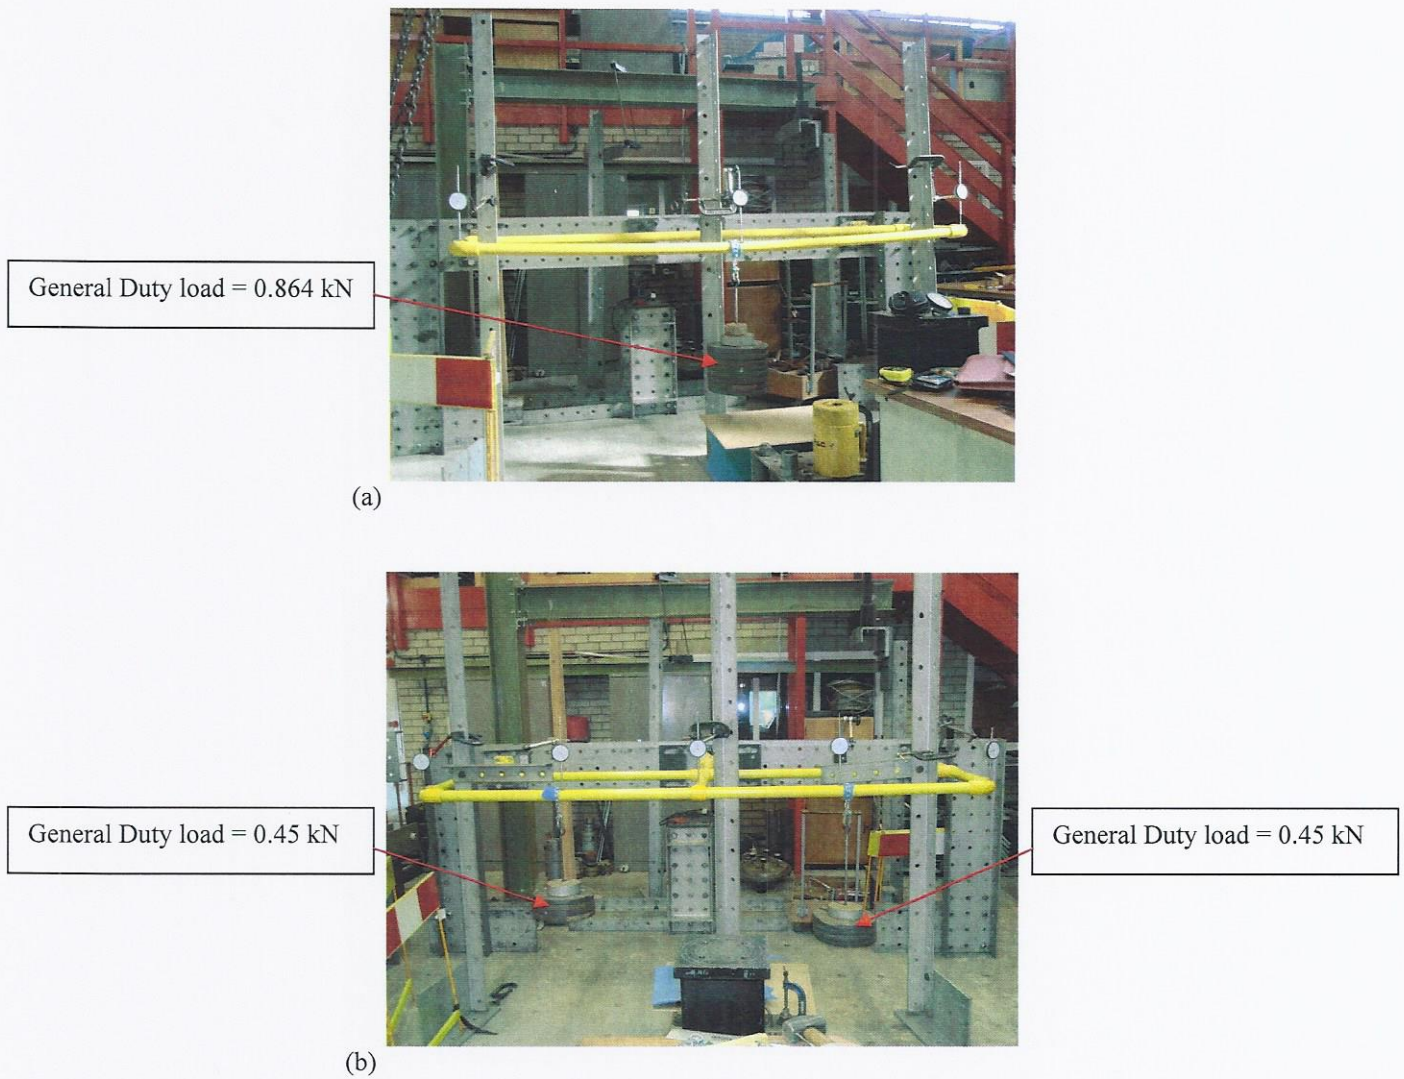 General Duty load = 0.864 kN
(a)
General Duty load = 0.45 kN
General Duty load = 0.45 kN
(b)